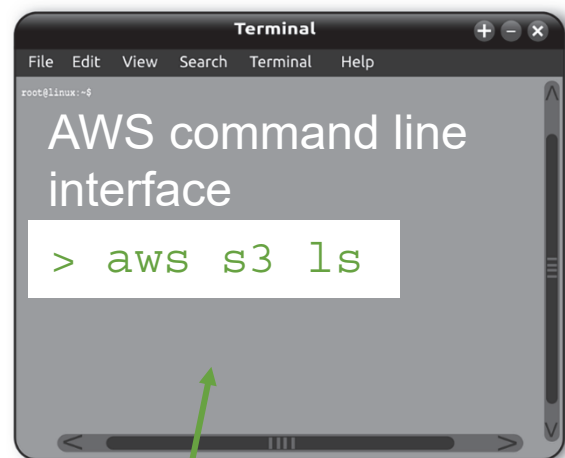 Terminal
File Edit View Search Terminal Help
root@linux:~$
AWS command line
interface
> aws s3 ls